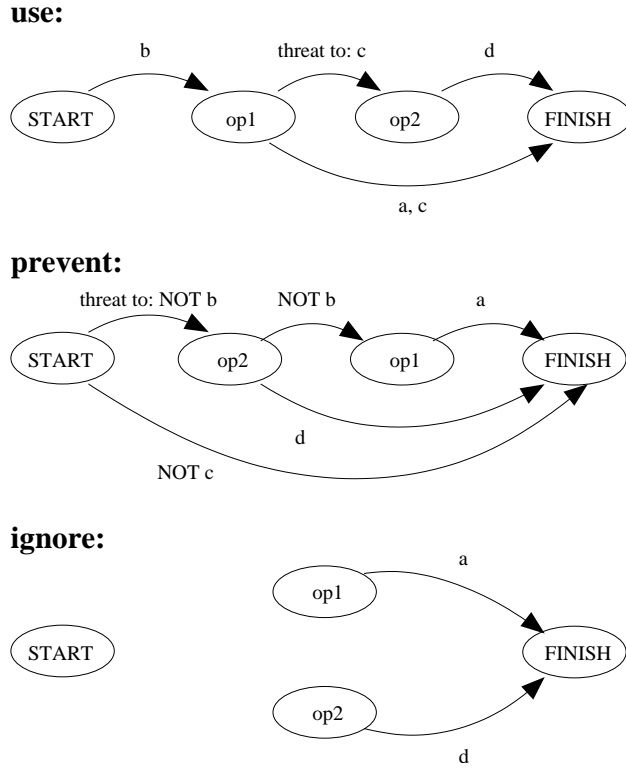 use:
b
threat to: c
d
START
op1
op2
FINISH
a, c
prevent:
threat to: NOT b
NOT b
a
START
op2
op1
FINISH
d
NOT c
ignore:
a
op1
START
FINISH
op2
d